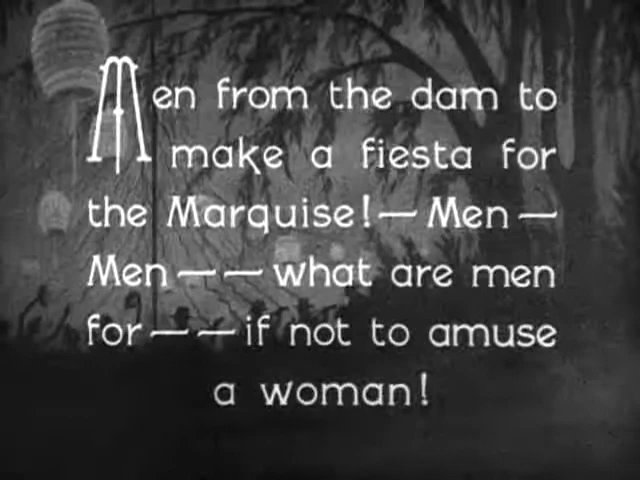 Men from the dam to
make a fiesta for
the Marquise!—Men—
Men——what are men
for——if not to amuse
a woman!